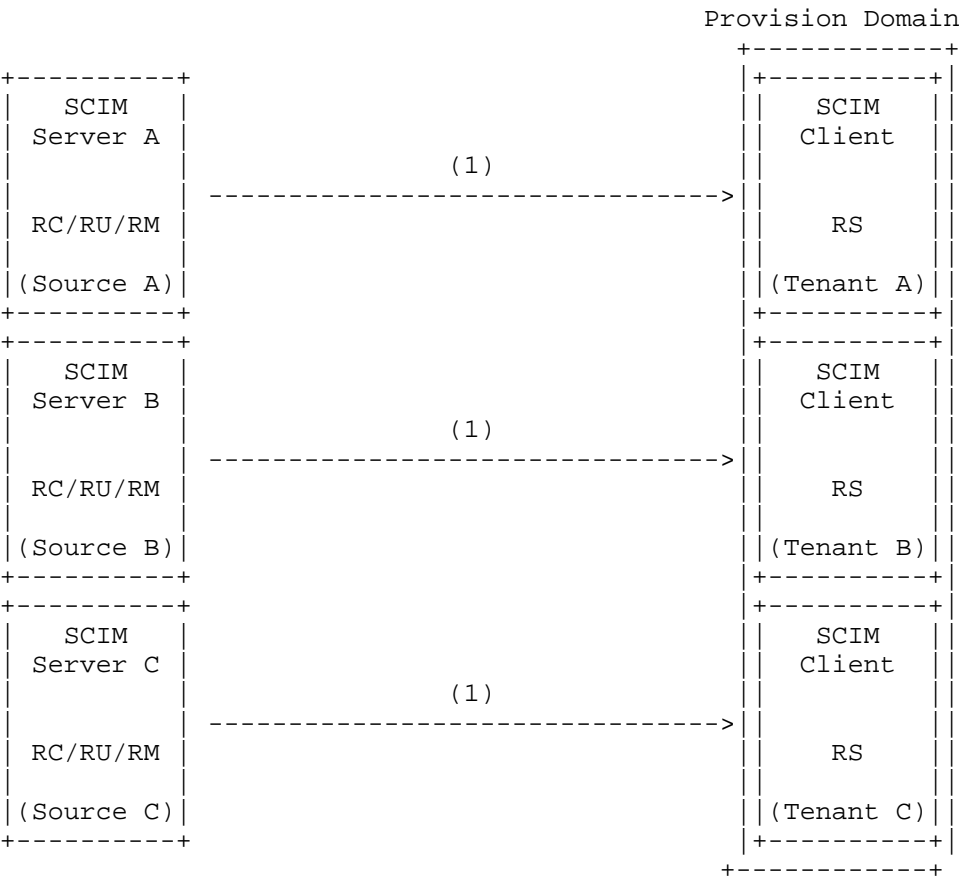 Provision Domain
SCIM Server A
RC/RU/RM
(Source A)
(1)
SCIM Client
RS
(Tenant A)
SCIM Server B
RC/RU/RM
(Source B)
(1)
SCIM Client
RS
(Tenant B)
SCIM Server C
RC/RU/RM
(Source C)
(1)
SCIM Client
RS
(Tenant C)